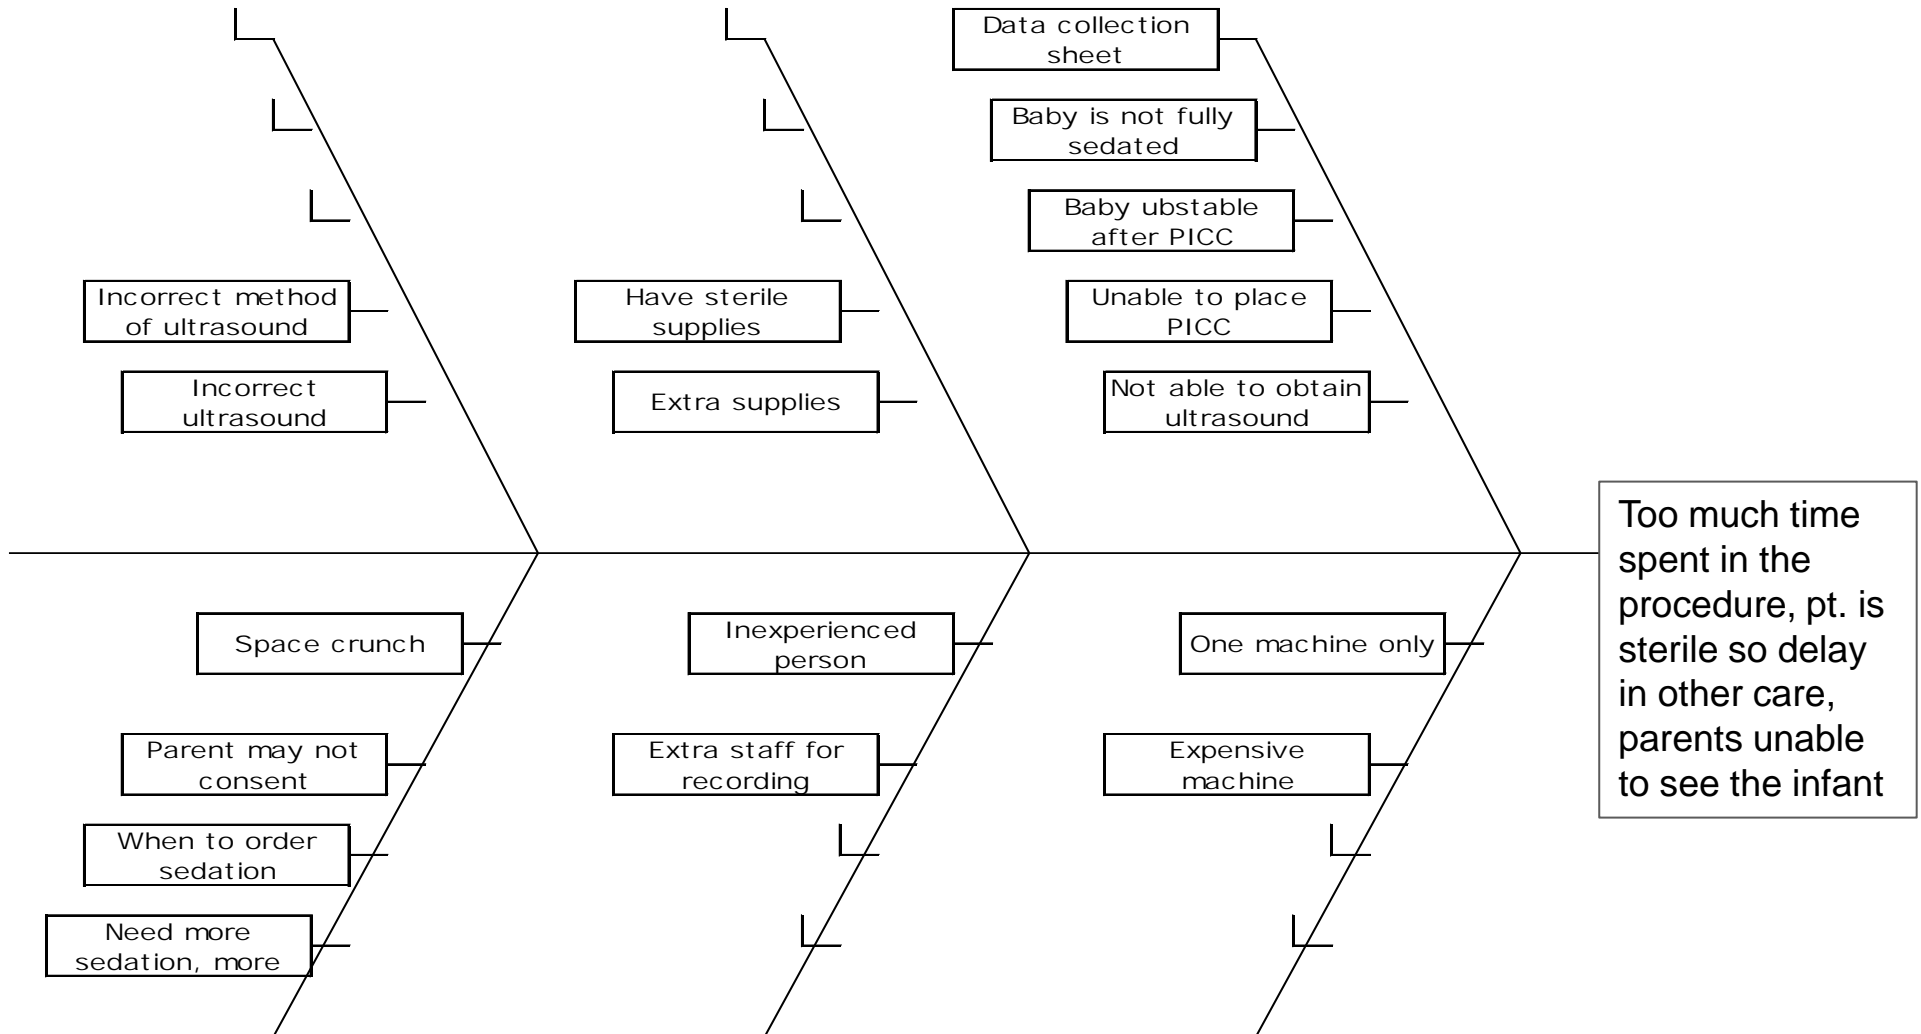 Data collection
sheet
Baby is not fully
sedated
Baby ubstable
after PICC
Incorrect method
of ultrasound
Have sterile
supplies
Unable to place
PICC
Incorrect
ultrasound
Extra supplies
Not able to obtain
ultrasound
Too much time
spent in the
procedure, pt. is
sterile so delay
in other care,
parents unable
to see the infant
Space crunch
Inexperienced
person
One machine only
Parent may not
consent
Extra staff for
recording
Expensive
machine
When to order
sedation
Need more
sedation, more